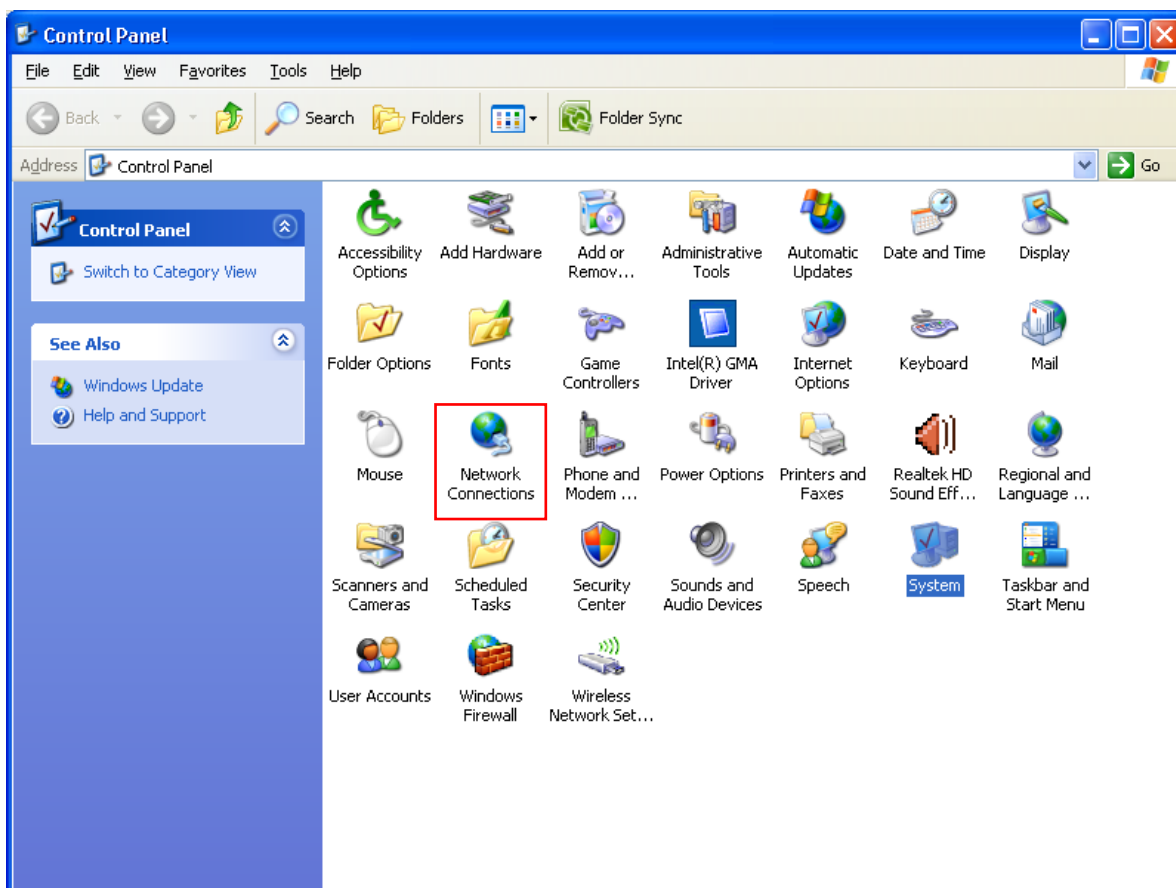 Control Panel
File Edit View Favorites Tools Help
Back Search Folders Folder Sync
Address Control Panel Go
Control Panel
Switch to Category View
See Also
Windows Update
Help and Support
Accessibility
Options
Add Hardware
Add or
Remov...
Administrative
Tools
Automatic
Updates
Date and Time
Display
Folder Options
Fonts
Game
Controllers
Intel(R) GMA
Driver
Internet
Options
Keyboard
Mail
Mouse
Network
Connections
Phone and
Modem ...
Power Options
Printers and
Faxes
Realtek HD
Sound Eff...
Regional and
Language ...
Scanners and
Cameras
Scheduled
Tasks
Security
Center
Sounds and
Audio Devices
Speech
System
Taskbar and
Start Menu
User Accounts
Windows
Firewall
Wireless
Network Set...